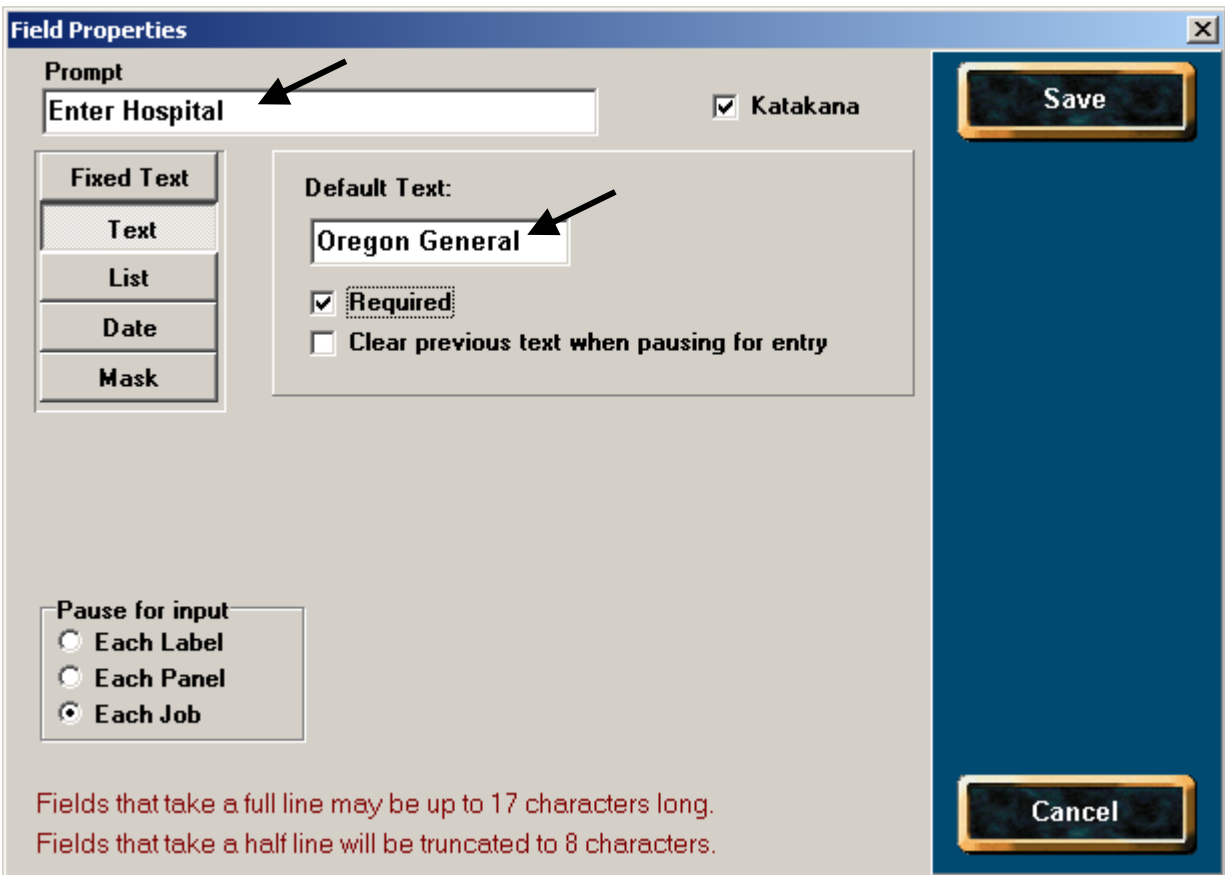 Field Properties
Prompt
Enter Hospital
Katakana
Save
Fixed Text
Text
List
Date
Mask
Default Text:
Oregon General
Required
Clear previous text when pausing for entry
Pause for input
Each Label
Each Panel
Each Job
Fields that take a full line may be up to 17 characters long.
Fields that take a half line will be truncated to 8 characters.
Cancel